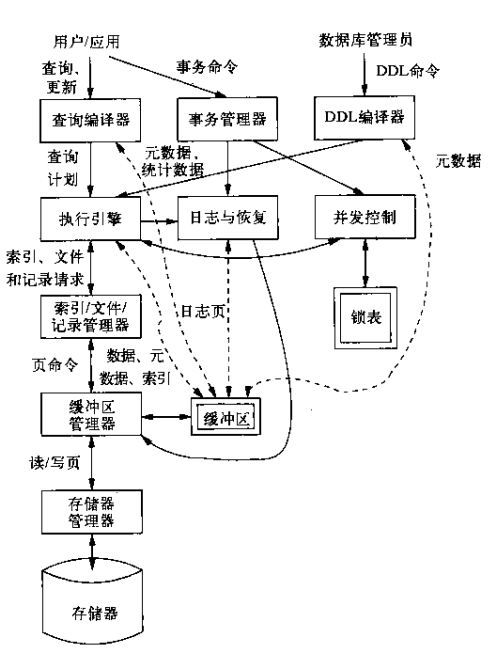 用户/应用
数据库管理员
查询、
更新
事务命令
DDL命令
查询编译器
事务管理器
DDL编译器
查询
计划
元数据、
统计数据
元数据
执行引擎
日志与恢复
并发控制
索引、文件
和记录请求
索引/文件/
记录管理器
日志页
锁表
页命令
数据、元
数据、索引
缓冲区
管理器
缓冲区
读/写页
存储器
管理器
存储器